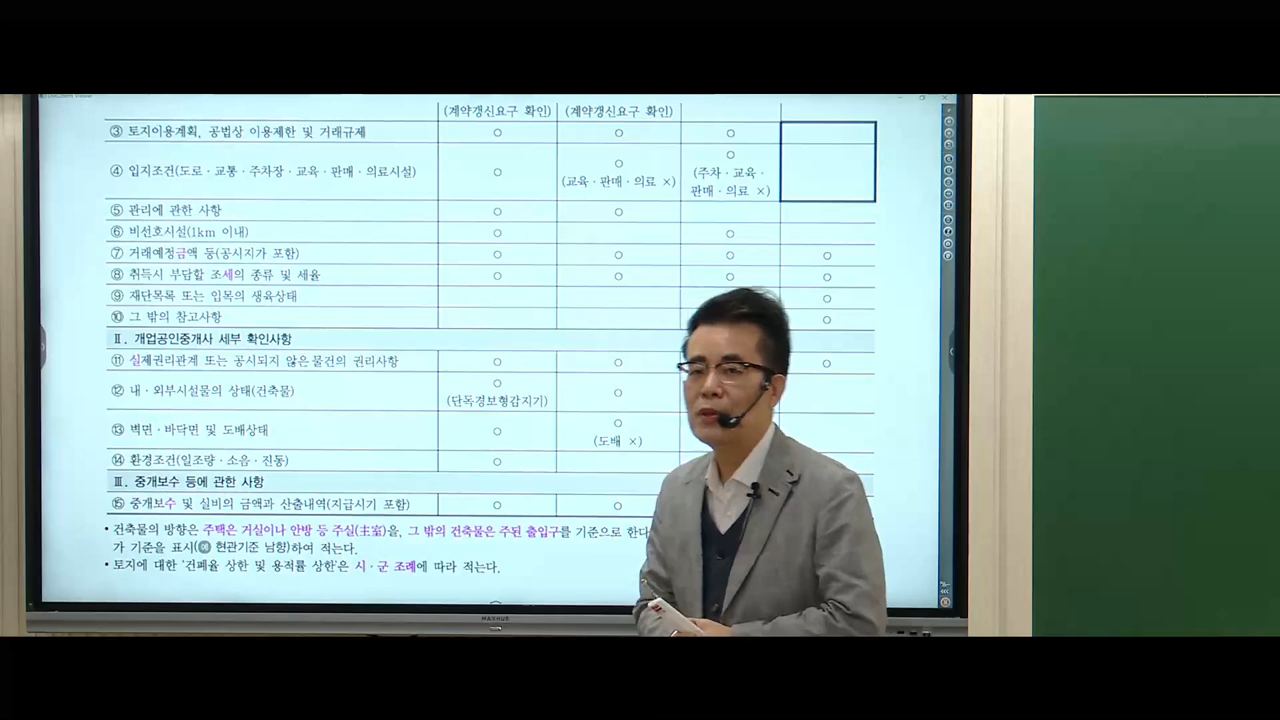 (계약갱신요구 확인) (계약갱신요구 확인)
③ 토지이용계획, 공법상 이용제한 및 거래규제 ○ ○ ○
④ 입지조건(도로·교통·주차장·교육·판매·의료시설) ○ ○ (교육·판매·의료 ×) ○ (주차·교육·판매·의료 ×)
⑤ 관리에 관한 사항 ○ ○
⑥ 비선호시설(1km 이내) ○ ○
⑦ 거래예정금액 등(공시지가 포함) ○ ○ ○ ○
⑧ 취득시 부담할 조세의 종류 및 세율 ○ ○ ○ ○
⑨ 재단목록 또는 입목의 생육상태 ○
⑩ 그 밖의 참고사항 ○
Ⅱ. 개업공인중개사 세부 확인사항
⑪ 실제권리관계 또는 공시되지 않은 물건의 권리사항 ○ ○ ○
⑫ 내·외부시설물의 상태(건축물) ○ (단독경보형감지기) ○
⑬ 벽면·바닥면 및 도배상태 ○ ○ (도배 ×)
⑭ 환경조건(일조량·소음·진동) ○
Ⅲ. 중개보수 등에 관한 사항
⑮ 중개보수 및 실비의 금액과 산출내역(지급시기 포함) ○ ○
• 건축물의 방향은 주택은 거실이나 안방 등 주실(主室)을, 그 밖의 건축물은 주된 출입구를 기준으로 한다
가 기준을 표시(예 현관기준 남향)하여 적는다.
• 토지에 대한 '건폐율 상한 및 용적률 상한'은 시·군 조례에 따라 적는다.
MAXHUB